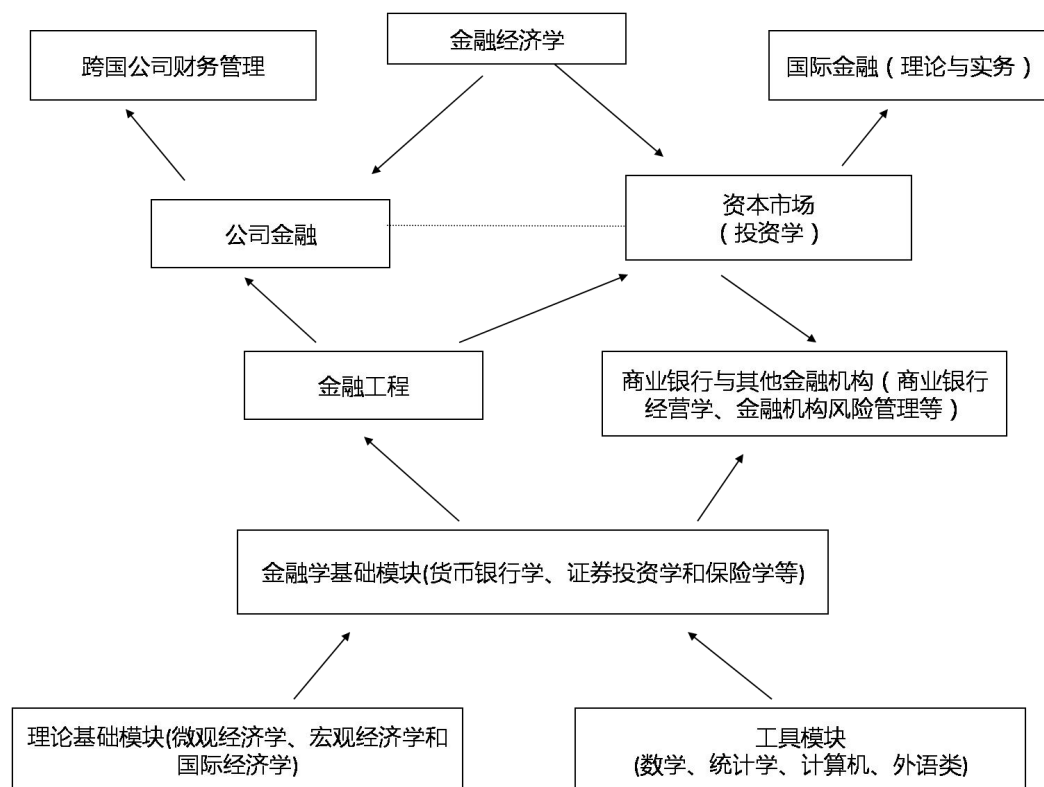 金融经济学
跨国公司财务管理
国际金融（理论与实务）
资本市场
（投资学）
公司金融
金融工程
商业银行与其他金融机构（商业银行
经营学、金融机构风险管理等）
金融学基础模块(货币银行学、证券投资学和保险学等)
理论基础模块(微观经济学、宏观经济学和
国际经济学)
工具模块
(数学、统计学、计算机、外语类)